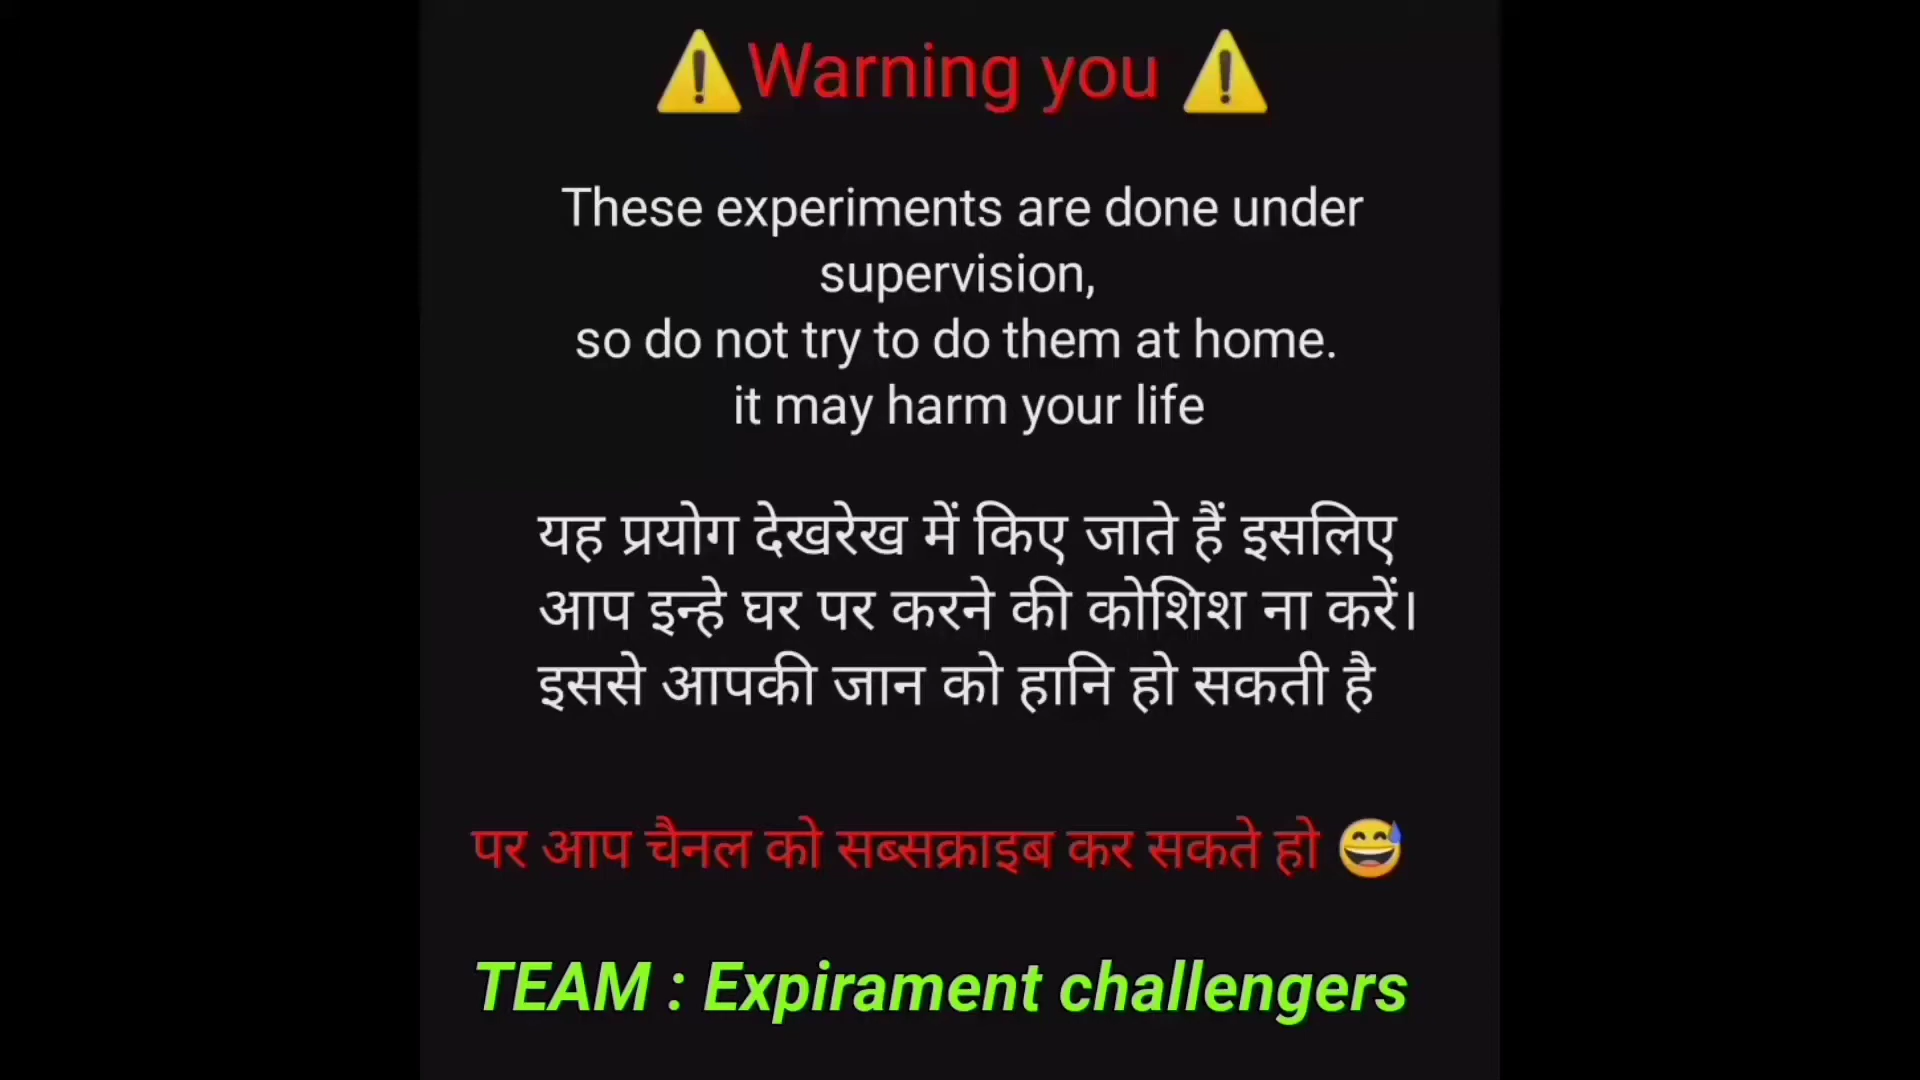 ⚠️Warning you ⚠️
These experiments are done under
supervision,
so do not try to do them at home.
it may harm your life
यह प्रयोग देखरेख में किए जाते हैं इसलिए
आप इन्हे घर पर करने की कोशिश ना करें।
इससे आपकी जान को हानि हो सकती है
पर आप चैनल को सब्सक्राइब कर सकते हो 😅
TEAM : Expirament challengers